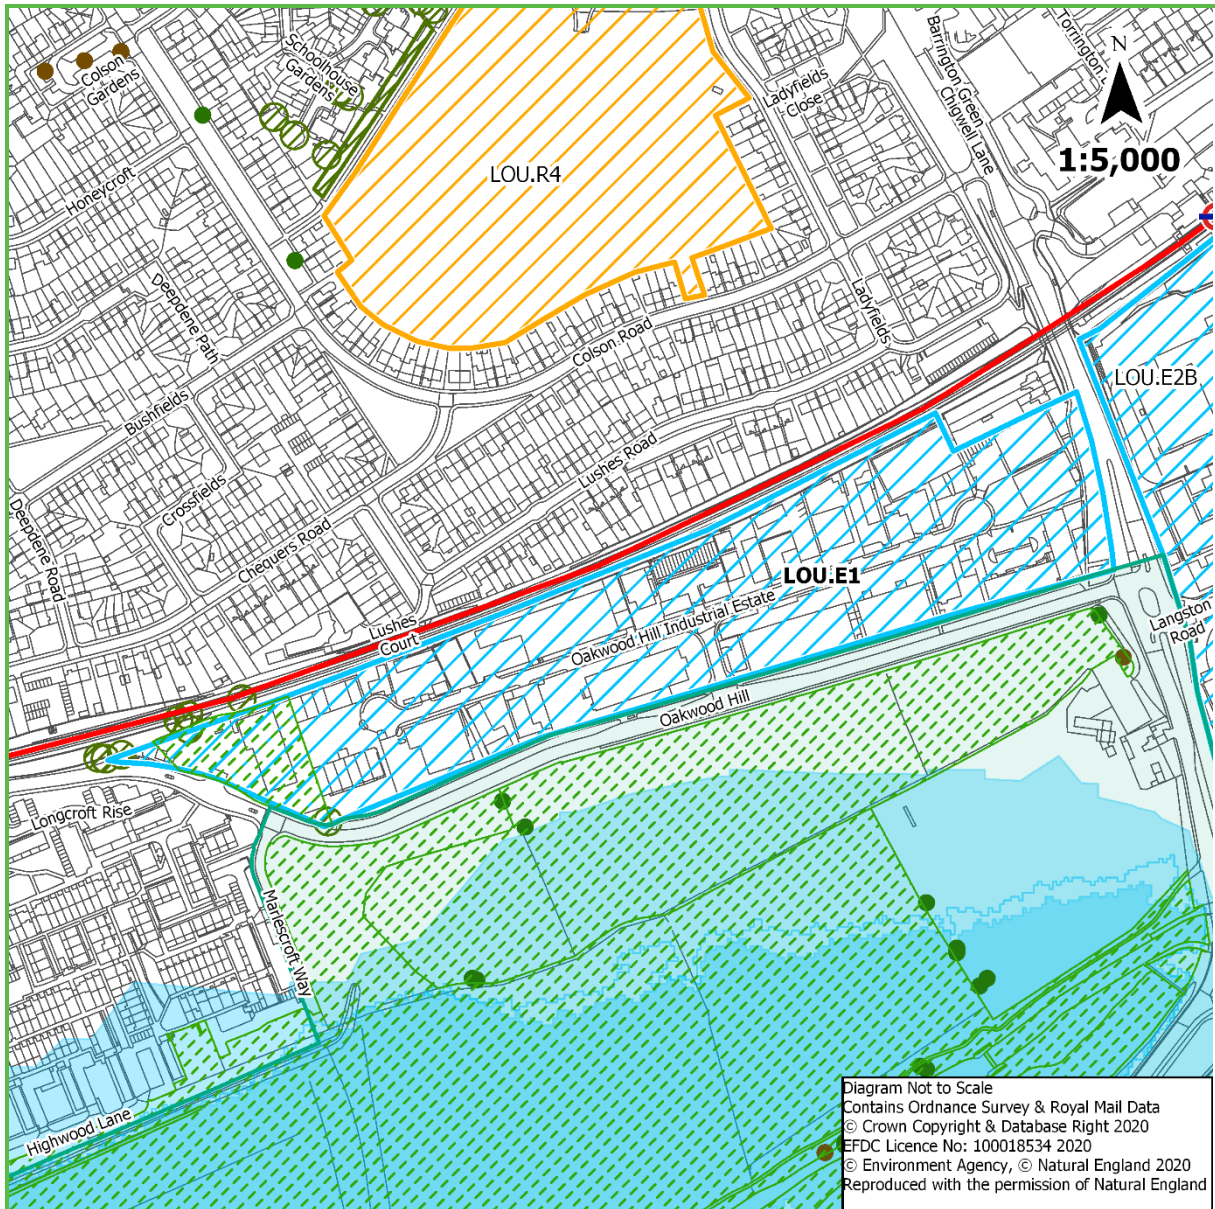 Colson
Gardens
Schoolhouse
Gardens
Ladyfields
Close
Barrington Green
Chigwell Lane
Torrington
N
1:5,000
LOU.R4
Honeycroft
Deepdene Path
Ladyfields
Colson Road
LOU.E2B
Bushfields
Lushes Road
Crossfields
Deepdene Road
Chequers Road
LOU.E1
Lushes
Court
Oakwood Hill Industrial Estate
Langston
Road
Oakwood Hill
Longcroft Rise
Marlescroft Way
Highwood Lane
Diagram Not to Scale
Contains Ordnance Survey & Royal Mail Data
© Crown Copyright & Database Right 2020
EFDC Licence No: 100018534 2020
© Environment Agency, © Natural England 2020
Reproduced with the permission of Natural England